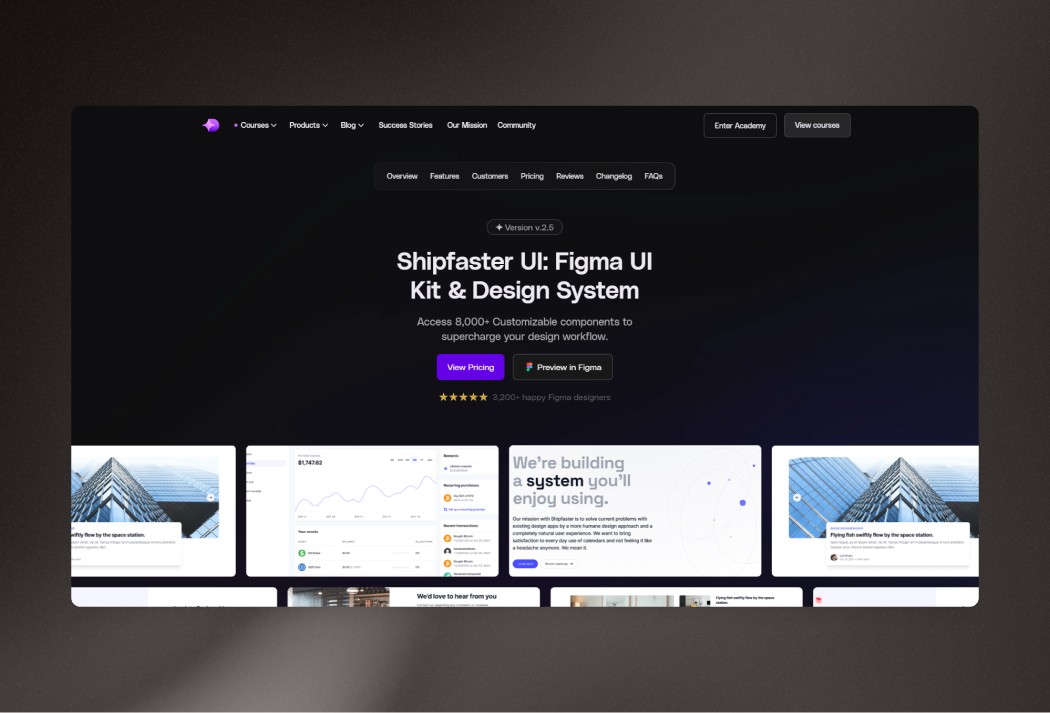 Courses
Products
Blog
Success Stories
Our Mission
Community
Enter Academy
View courses
Overview
Features
Customers
Pricing
Reviews
Changelog
FAQs
Version v.2.5
Shipfaster UI: Figma UI
Kit & Design System
Access 8,000+ Customizable components to
supercharge your design workflow.
View Pricing
Preview in Figma
3,200+ happy Figma designers
wiftly flow by the space station.
$1,747.62
Your assets
Rewards
Recurring purchases
Recent transactions
We're building
a system you'll
enjoy using.
Our mission with Shipfaster is to solve current problems with
existing design apps by a more humane design approach and a
completely natural user experience. We want to bring
satisfaction to every day use of calendars and not feeling it like
a headache anymore. We mean it.
Flying fish swiftly flow by the space station.
We'd love to hear from you
Flying fish swiftly flow by the space
station.